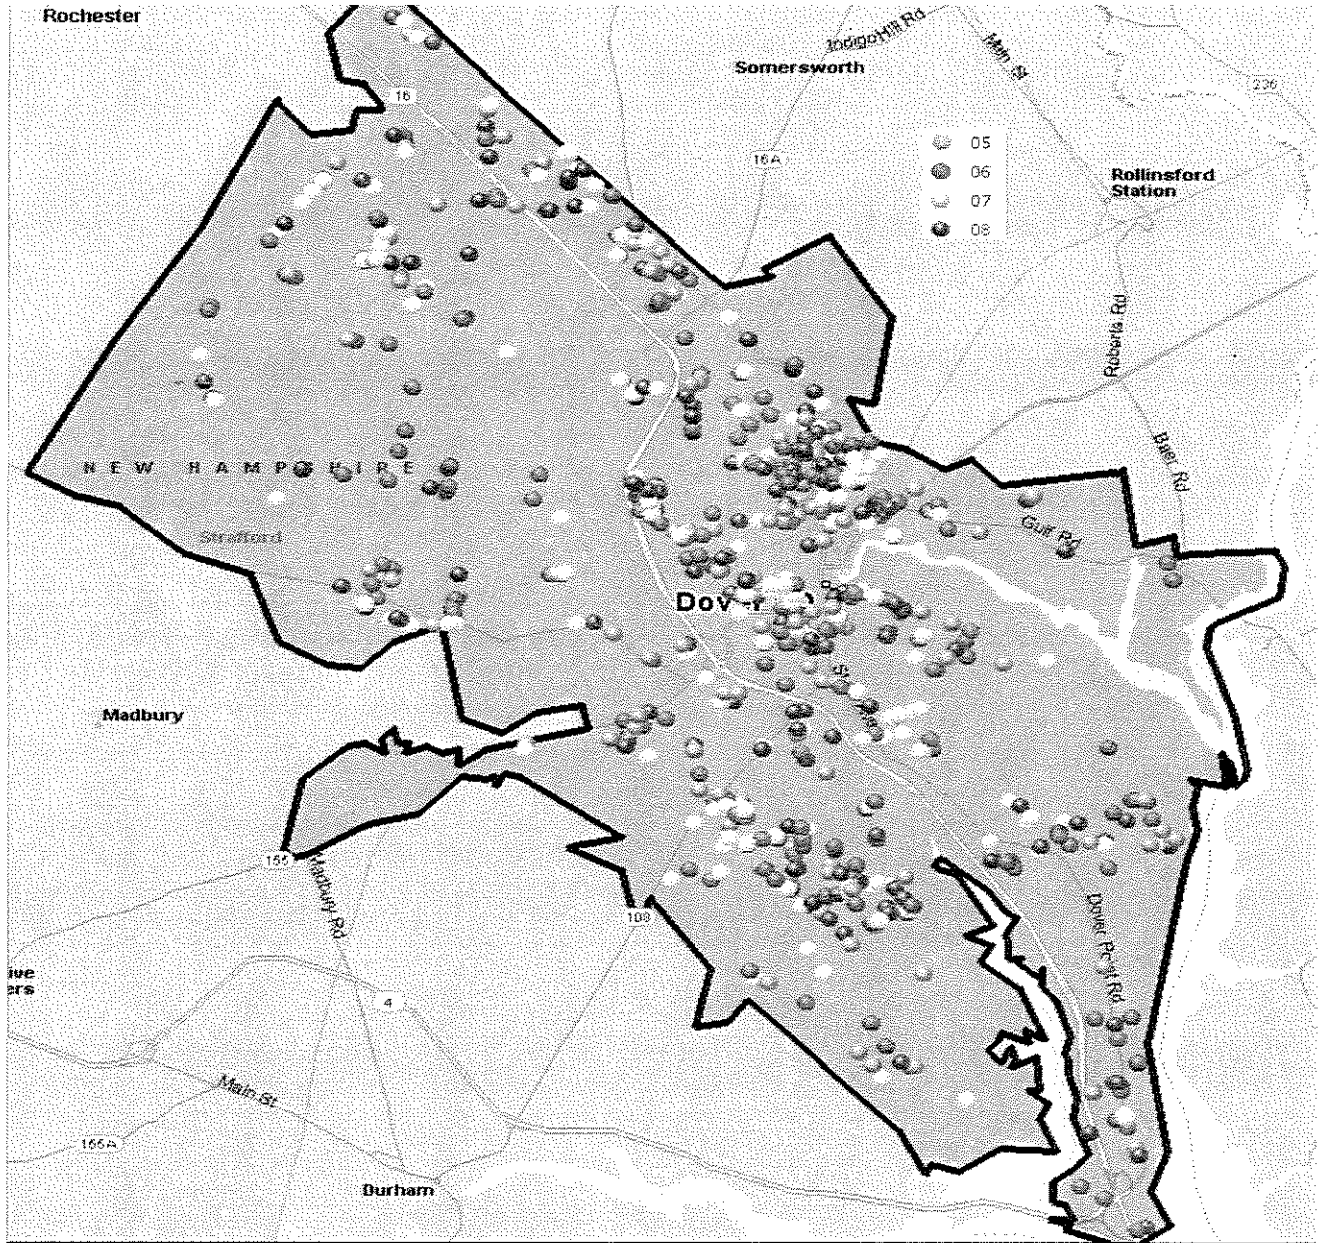 Rochester
Indigo Hill Rd
Main St
Somersworth
16
236
05
06
07
08
16A
Rollinsford
Station
Roberts Rd
Baer Rd
NEW HAMPSHIRE
Strafford
Gulf Rd
Dover
Madbury
155
Madbury Rd
108
Dover Point Rd
4
Main St
155A
Durham